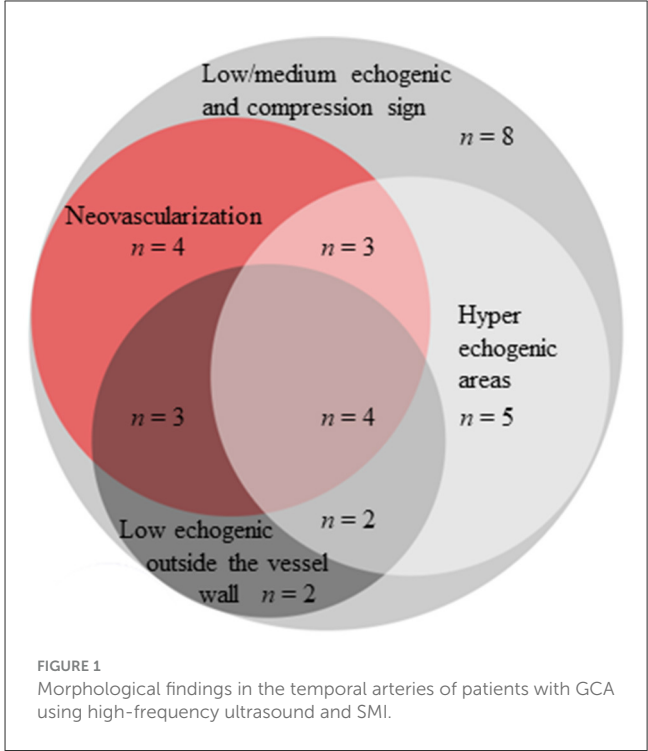 Low/medium echogenic
and compression sign
n = 8
Neovascularization
n = 4
n = 3
Hyper
echogenic
areas
n = 5
n = 3
n = 4
n = 2
Low echogenic
outside the vessel
wall n = 2
FIGURE 1
Morphological findings in the temporal arteries of patients with GCA
using high-frequency ultrasound and SMI.